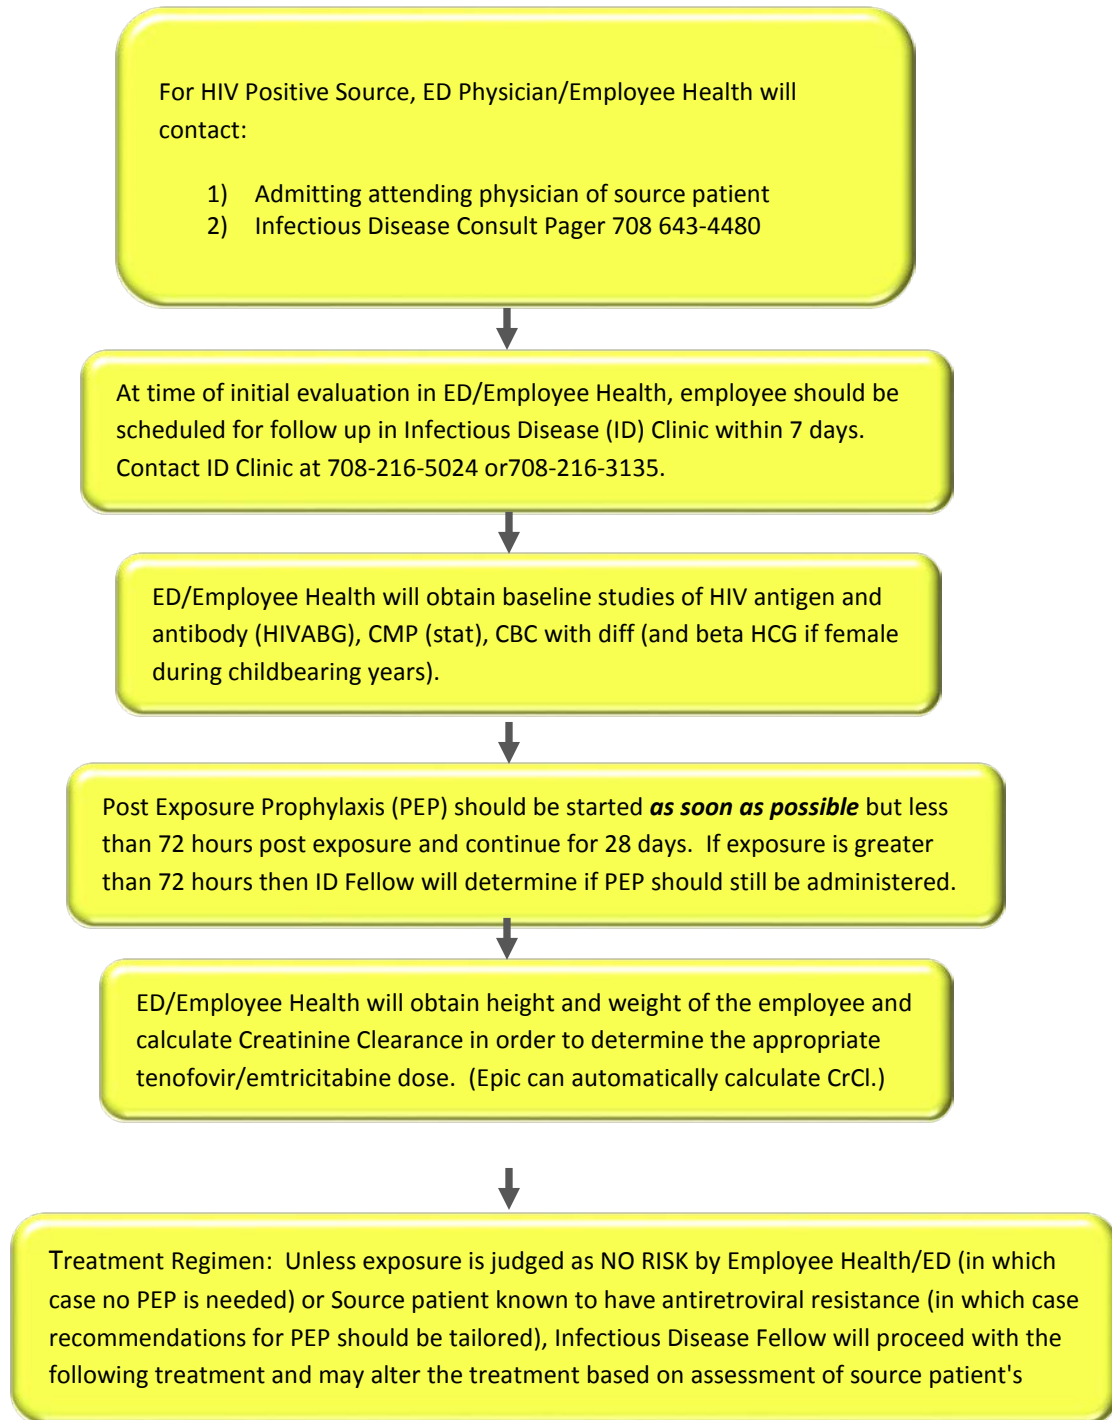 For HIV Positive Source, ED Physician/Employee Health will
contact:
1) Admitting attending physician of source patient
2) Infectious Disease Consult Pager 708 643-4480
At time of initial evaluation in ED/Employee Health, employee should be
scheduled for follow up in Infectious Disease (ID) Clinic within 7 days.
Contact ID Clinic at 708-216-5024 or708-216-3135.
ED/Employee Health will obtain baseline studies of HIV antigen and
antibody (HIVABG), CMP (stat), CBC with diff (and beta HCG if female
during childbearing years).
Post Exposure Prophylaxis (PEP) should be started as soon as possible but less
than 72 hours post exposure and continue for 28 days. If exposure is greater
than 72 hours then ID Fellow will determine if PEP should still be administered.
ED/Employee Health will obtain height and weight of the employee and
calculate Creatinine Clearance in order to determine the appropriate
tenofovir/emtricitabine dose. (Epic can automatically calculate CrCl.)
Treatment Regimen: Unless exposure is judged as NO RISK by Employee Health/ED (in which
case no PEP is needed) or Source patient known to have antiretroviral resistance (in which case
recommendations for PEP should be tailored), Infectious Disease Fellow will proceed with the
following treatment and may alter the treatment based on assessment of source patient's